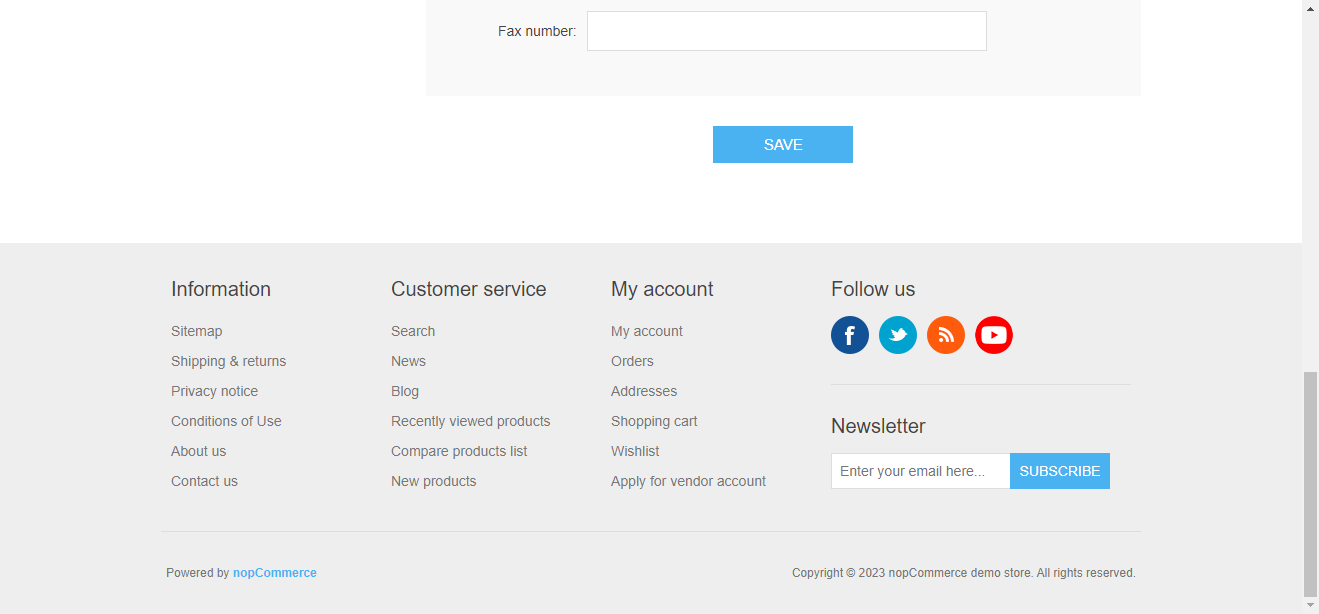 Fax number:
SAVE
Information
Sitemap
Shipping & returns
Privacy notice
Conditions of Use
About us
Contact us
Customer service
Search
News
Blog
Recently viewed products
Compare products list
New products
My account
My account
Orders
Addresses
Shopping cart
Wishlist
Apply for vendor account
Follow us
f
Newsletter
Enter your email here...
SUBSCRIBE
Powered by nopCommerce
Copyright © 2023 nopCommerce demo store. All rights reserved.